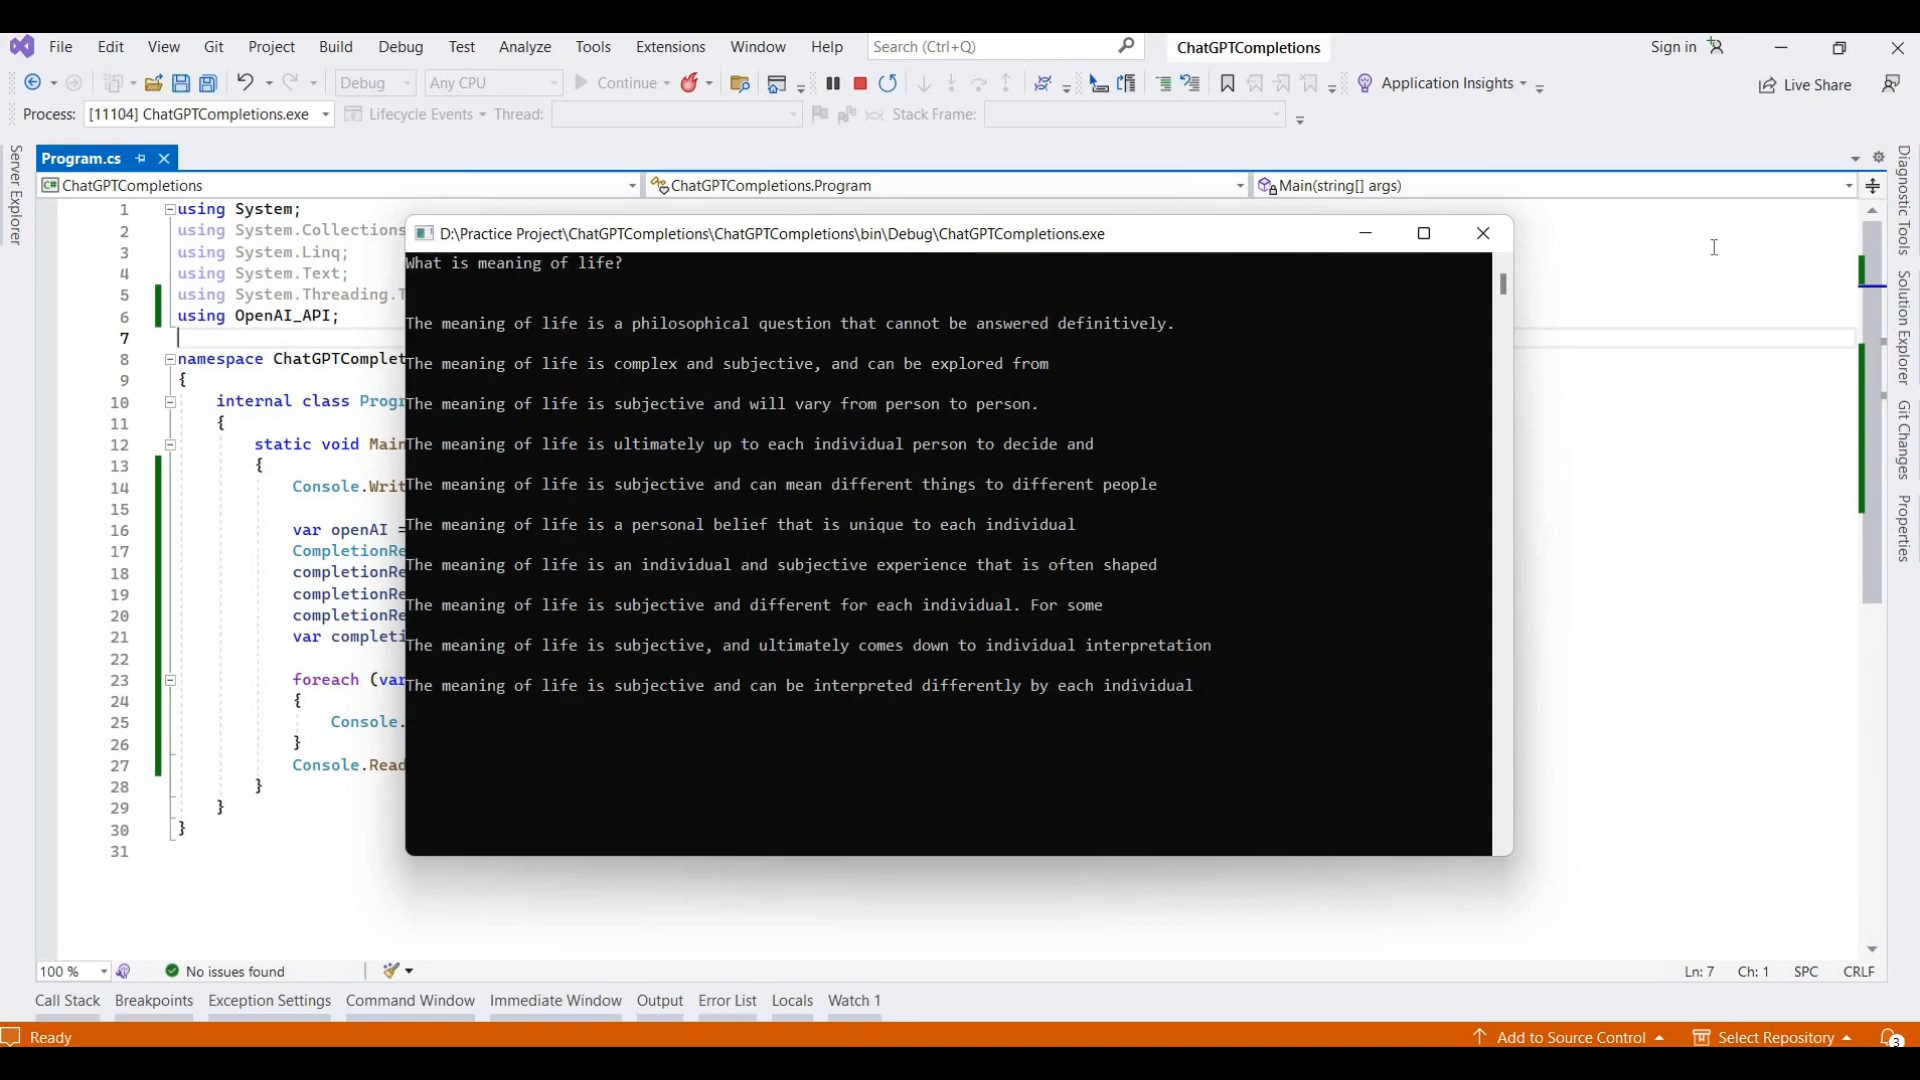 File Edit View Git Project Build Debug Test Analyze Tools Extensions Window Help Search (Ctrl+Q) ChatGPTCompletions Sign in
Debug Any CPU Continue Application Insights Live Share
Process: [11104] ChatGPTCompletions.exe Lifecycle Events Thread: Stack Frame:
Server Explorer
Program.cs
Diagnostic Tools
Solution Explorer
Git Changes
Properties
C# ChatGPTCompletions ChatGPTCompletions.Program Main(string[] args)
1 using System;
2 using System.Collections
3 using System.Linq;
4 using System.Text;
5 using System.Threading.T
6 using OpenAI_API;
7
8 namespace ChatGPTComplet
9 {
10 internal class Progr
11 {
12 static void Main
13 {
14 Console.Writ
15
16 var openAI =
17 CompletionRe
18 completionRe
19 completionRe
20 completionRe
21 var completi
22
23 foreach (var
24 {
25 Console.
26 }
27 Console.Read
28 }
29 }
30 }
31
D:\Practice Project\ChatGPTCompletions\ChatGPTCompletions\bin\Debug\ChatGPTCompletions.exe
What is meaning of life?
The meaning of life is a philosophical question that cannot be answered definitively.
The meaning of life is complex and subjective, and can be explored from
The meaning of life is subjective and will vary from person to person.
The meaning of life is ultimately up to each individual person to decide and
The meaning of life is subjective and can mean different things to different people
The meaning of life is a personal belief that is unique to each individual
The meaning of life is an individual and subjective experience that is often shaped
The meaning of life is subjective and different for each individual. For some
The meaning of life is subjective, and ultimately comes down to individual interpretation
The meaning of life is subjective and can be interpreted differently by each individual
100 % No issues found Ln: 7 Ch: 1 SPC CRLF
Call Stack Breakpoints Exception Settings Command Window Immediate Window Output Error List Locals Watch 1
Ready Add to Source Control Select Repository 3